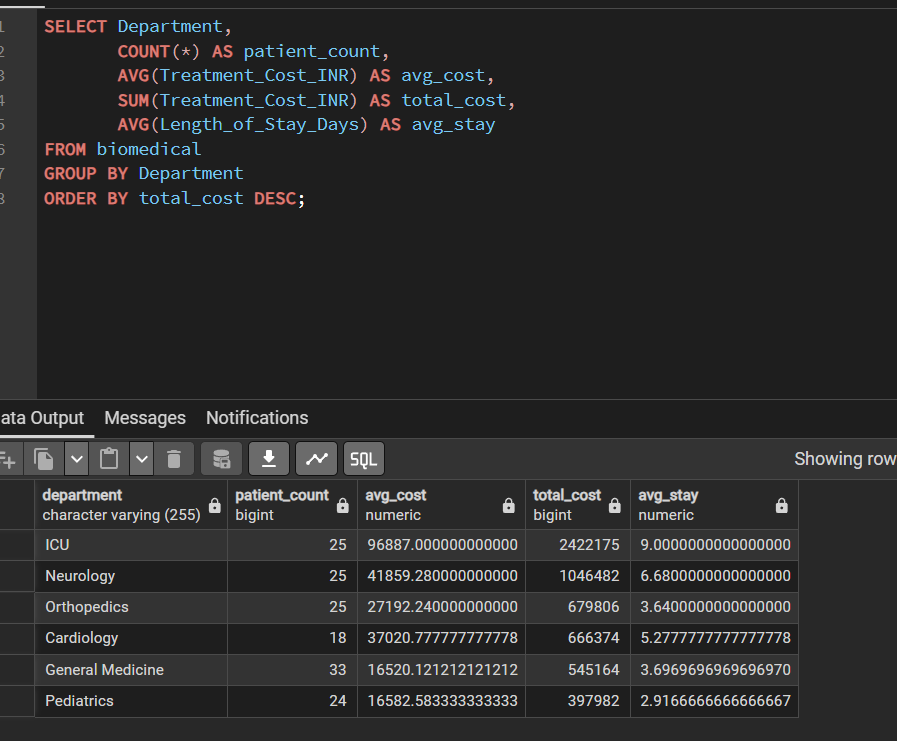 1 SELECT Department,
2 COUNT(*) AS patient_count,
3 AVG(Treatment_Cost_INR) AS avg_cost,
4 SUM(Treatment_Cost_INR) AS total_cost,
5 AVG(Length_of_Stay_Days) AS avg_stay
6 FROM biomedical
7 GROUP BY Department
8 ORDER BY total_cost DESC;
ata Output Messages Notifications
SQL Showing row
department patient_count avg_cost total_cost avg_stay
character varying (255) bigint numeric bigint numeric
ICU 25 96887.000000000000 2422175 9.0000000000000000
Neurology 25 41859.280000000000 1046482 6.6800000000000000
Orthopedics 25 27192.240000000000 679806 3.6400000000000000
Cardiology 18 37020.777777777778 666374 5.2777777777777778
General Medicine 33 16520.121212121212 545164 3.6969696969696970
Pediatrics 24 16582.583333333333 397982 2.9166666666666667